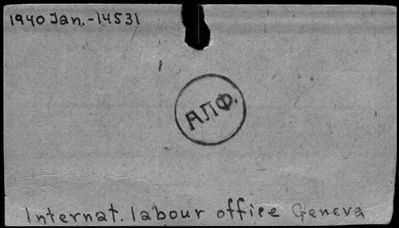 1940 Jan.-14531
АПФ.
Internat. labour office Geneva